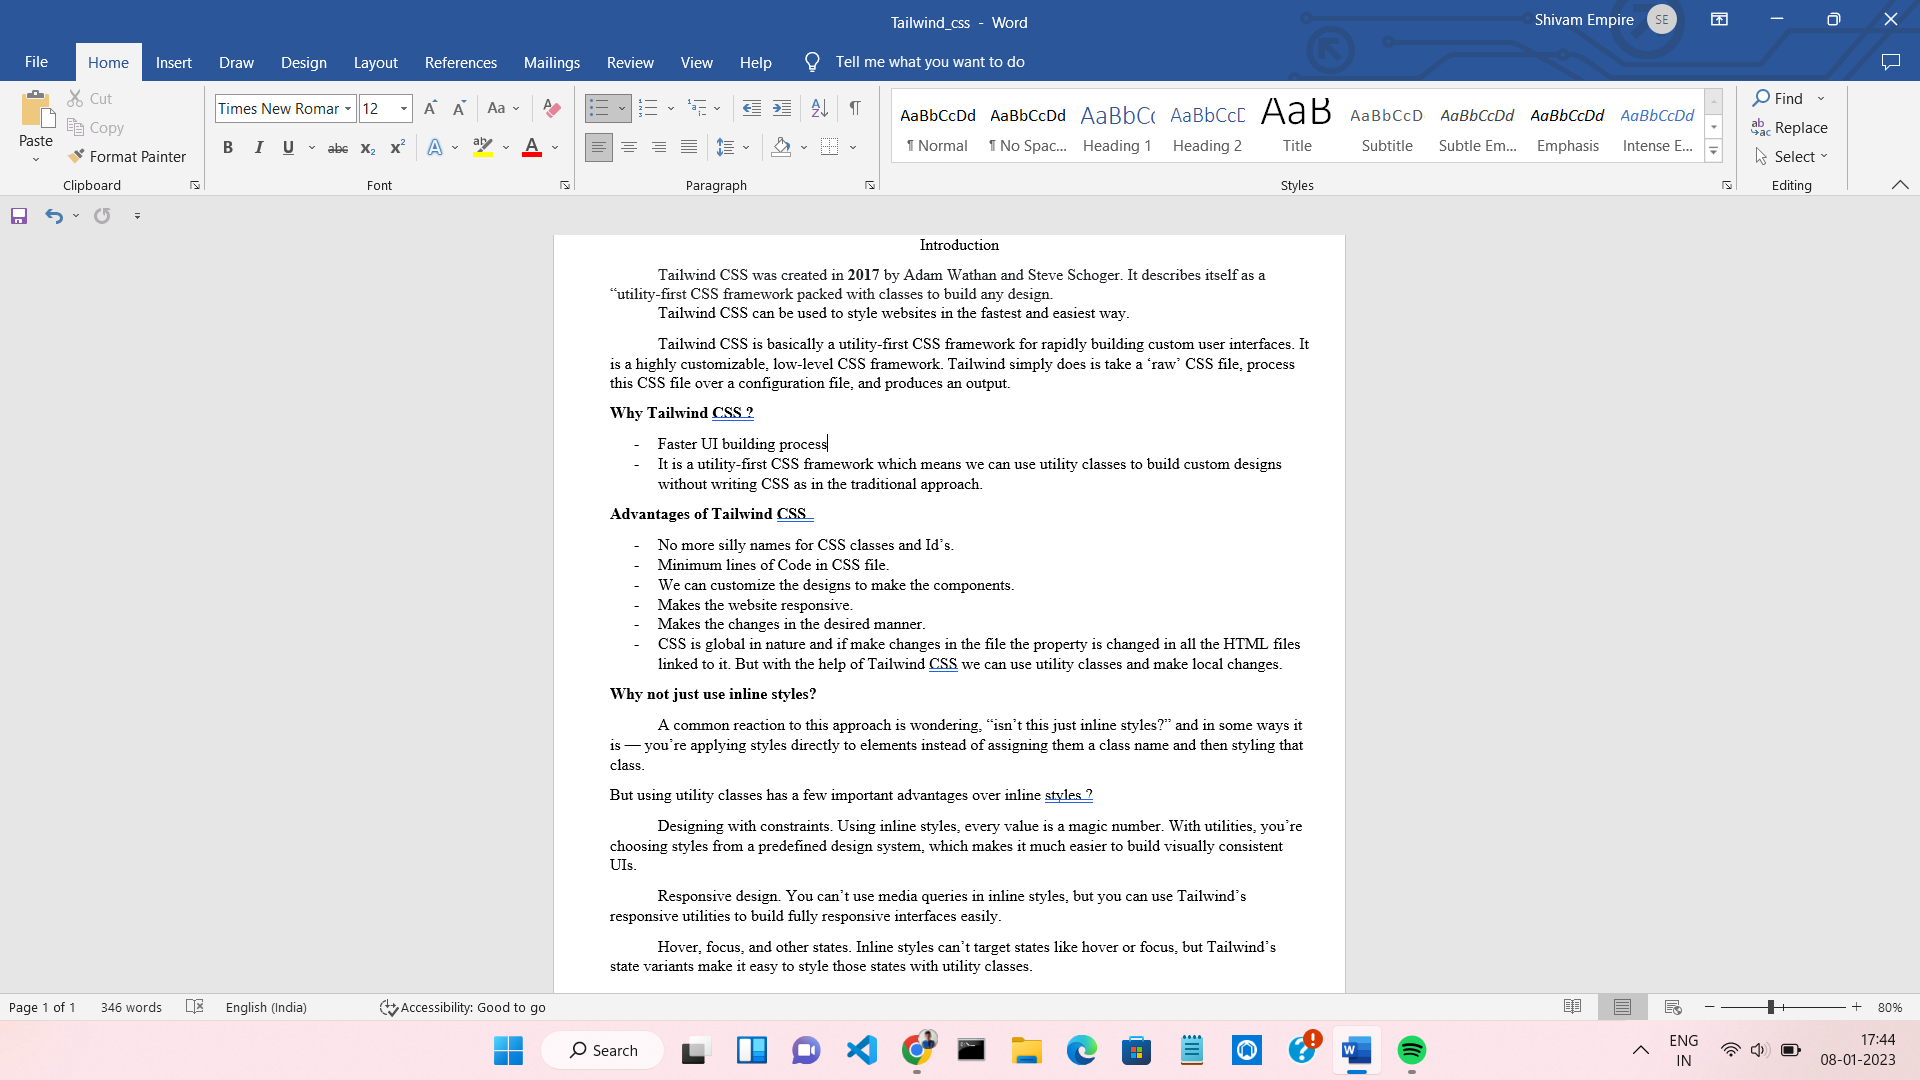 Tailwind_css - Word
Shivam Empire SE
File Home Insert Draw Design Layout References Mailings Review View Help Tell me what you want to do
Cut
Copy
Paste
Format Painter
Clipboard
Times New Roman 12 Aa
B I U abc x₂ x² A A
Font
Paragraph
AaBbCcDd AaBbCcDd AaBbCc AaBbCcD AaB AaBbCcD AaBbCcDd AaBbCcDd AaBbCcDd
¶ Normal ¶ No Spac... Heading 1 Heading 2 Title Subtitle Subtle Em... Emphasis Intense E...
Styles
Find
Replace
Select
Editing
Introduction
Tailwind CSS was created in 2017 by Adam Wathan and Steve Schoger. It describes itself as a
“utility-first CSS framework packed with classes to build any design.
Tailwind CSS can be used to style websites in the fastest and easiest way.
Tailwind CSS is basically a utility-first CSS framework for rapidly building custom user interfaces. It
is a highly customizable, low-level CSS framework. Tailwind simply does is take a ‘raw’ CSS file, process
this CSS file over a configuration file, and produces an output.
Why Tailwind CSS ?
- Faster UI building process
- It is a utility-first CSS framework which means we can use utility classes to build custom designs
without writing CSS as in the traditional approach.
Advantages of Tailwind CSS
- No more silly names for CSS classes and Id’s.
- Minimum lines of Code in CSS file.
- We can customize the designs to make the components.
- Makes the website responsive.
- Makes the changes in the desired manner.
- CSS is global in nature and if make changes in the file the property is changed in all the HTML files
linked to it. But with the help of Tailwind CSS we can use utility classes and make local changes.
Why not just use inline styles?
A common reaction to this approach is wondering, “isn’t this just inline styles?” and in some ways it
is — you’re applying styles directly to elements instead of assigning them a class name and then styling that
class.
But using utility classes has a few important advantages over inline styles ?
Designing with constraints. Using inline styles, every value is a magic number. With utilities, you’re
choosing styles from a predefined design system, which makes it much easier to build visually consistent
UIs.
Responsive design. You can’t use media queries in inline styles, but you can use Tailwind’s
responsive utilities to build fully responsive interfaces easily.
Hover, focus, and other states. Inline styles can’t target states like hover or focus, but Tailwind’s
state variants make it easy to style those states with utility classes.
Page 1 of 1 346 words English (India) Accessibility: Good to go 80%
Search
ENG
IN
17:44
08-01-2023